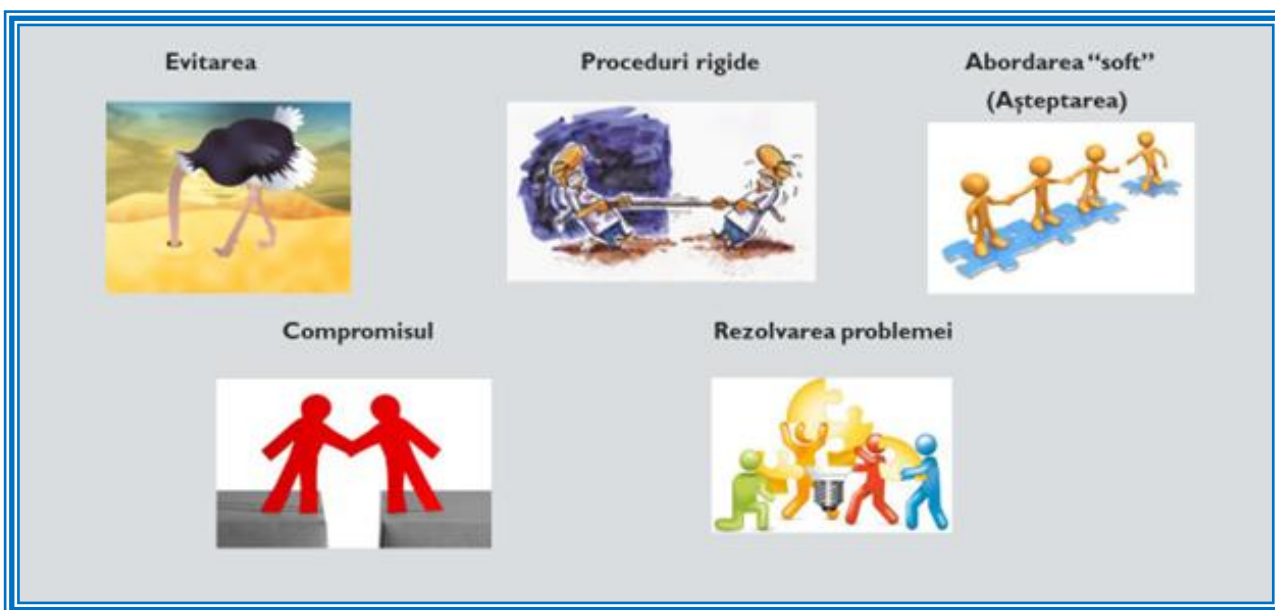 Evitarea
Proceduri rigide
Abordarea “soft”
(Așteptarea)
Compromisul
Rezolvarea problemei